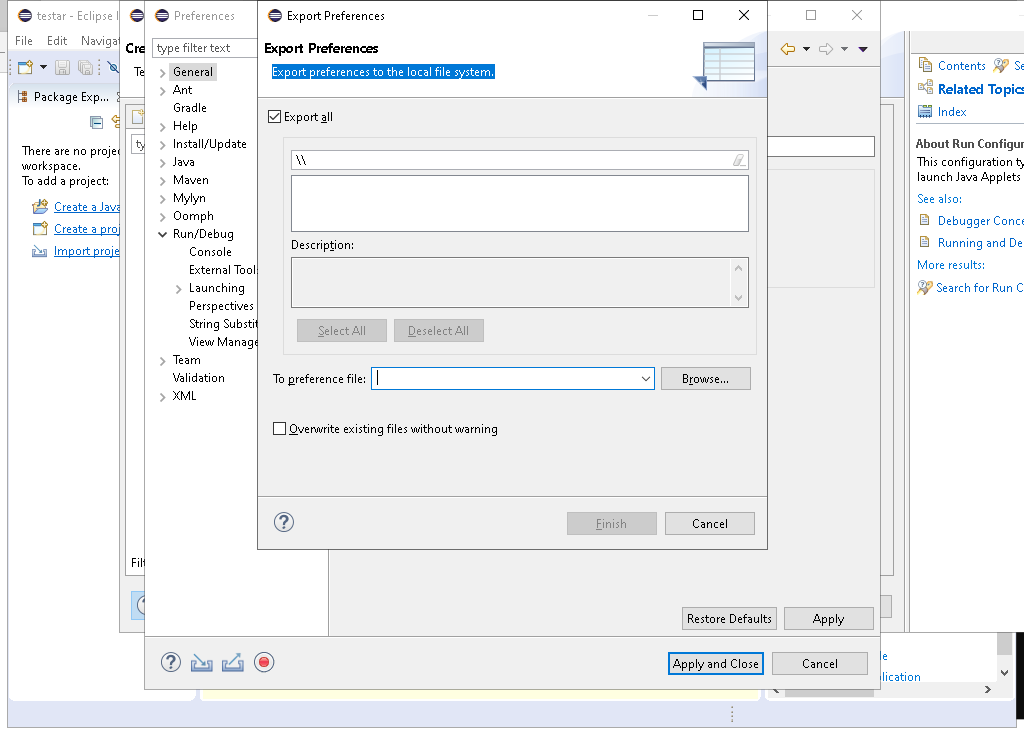 testar - Eclipse I
File Edit Navigat
Package Exp...
There are no projec
workspace.
To add a project:
Create a Java
Create a proj
Import proje
Cre
Te
ty
Filt
Preferences
type filter text
General
Ant
Gradle
Help
Install/Update
Java
Maven
Mylyn
Oomph
Run/Debug
Console
External Tool
Launching
Perspectives
String Substit
View Manage
Team
Validation
XML
Export Preferences
Export Preferences
Export preferences to the local file system.
Export all
\\
Description:
Select All Deselect All
To preference file: Browse...
Overwrite existing files without warning
Finish Cancel
Restore Defaults Apply
Apply and Close Cancel
Contents Se
Related Topics
Index
About Run Configur
This configuration ty
launch Java Applets
See also:
Debugger Conce
Running and De
More results:
Search for Run C
le
plication